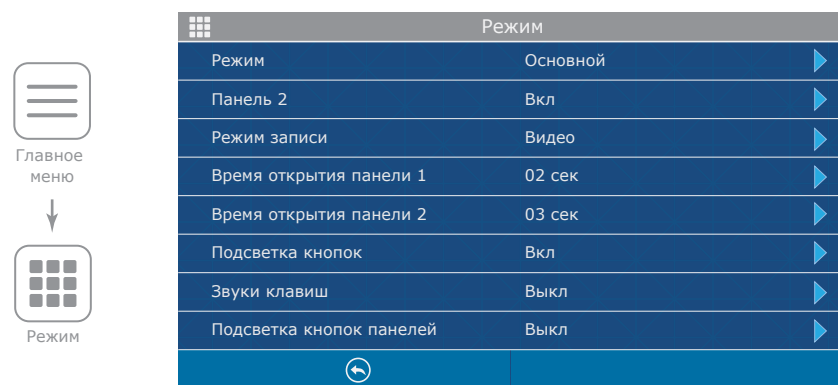 Главное
меню
Режим
Режим
Режим Основной
Панель 2 Вкл
Режим записи Видео
Время открытия панели 1 02 сек
Время открытия панели 2 03 сек
Подсветка кнопок Вкл
Звуки клавиш Выкл
Подсветка кнопок панелей Выкл